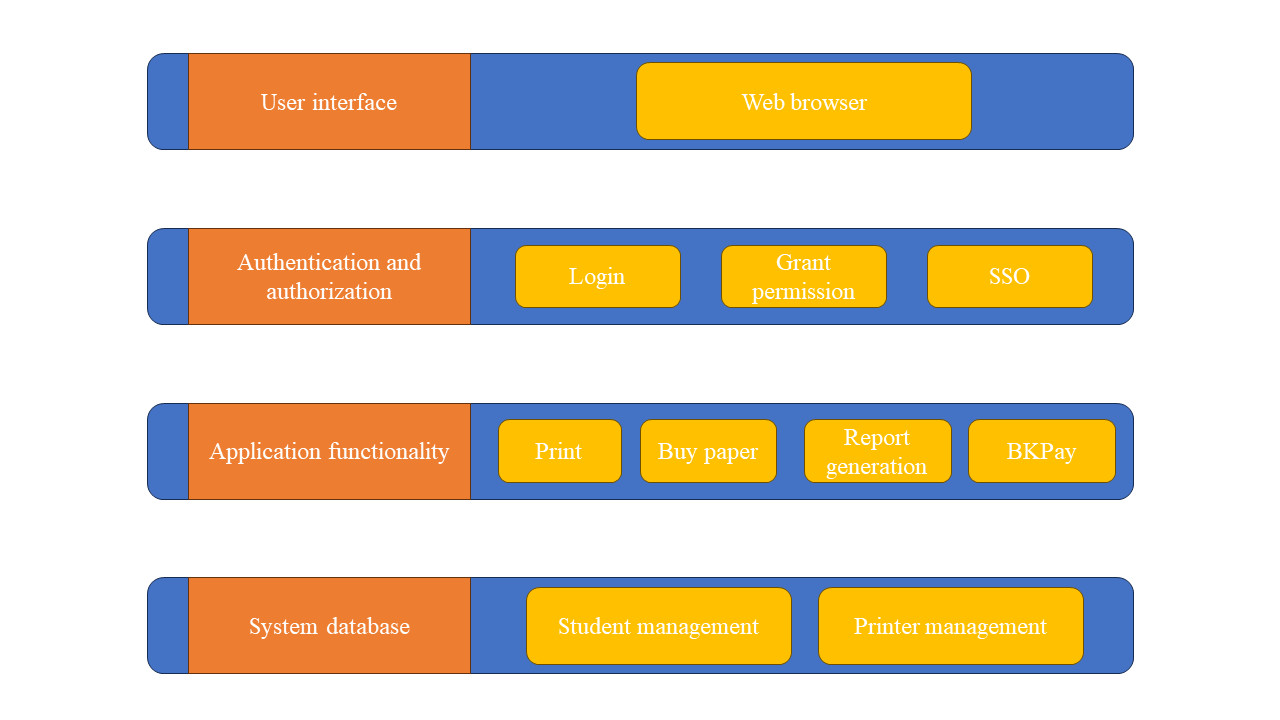 User interface
Web browser
Authentication and
authorization
Login
Grant
permission
SSO
Application functionality
Print
Buy paper
Report
generation
BKPay
System database
Student management
Printer management